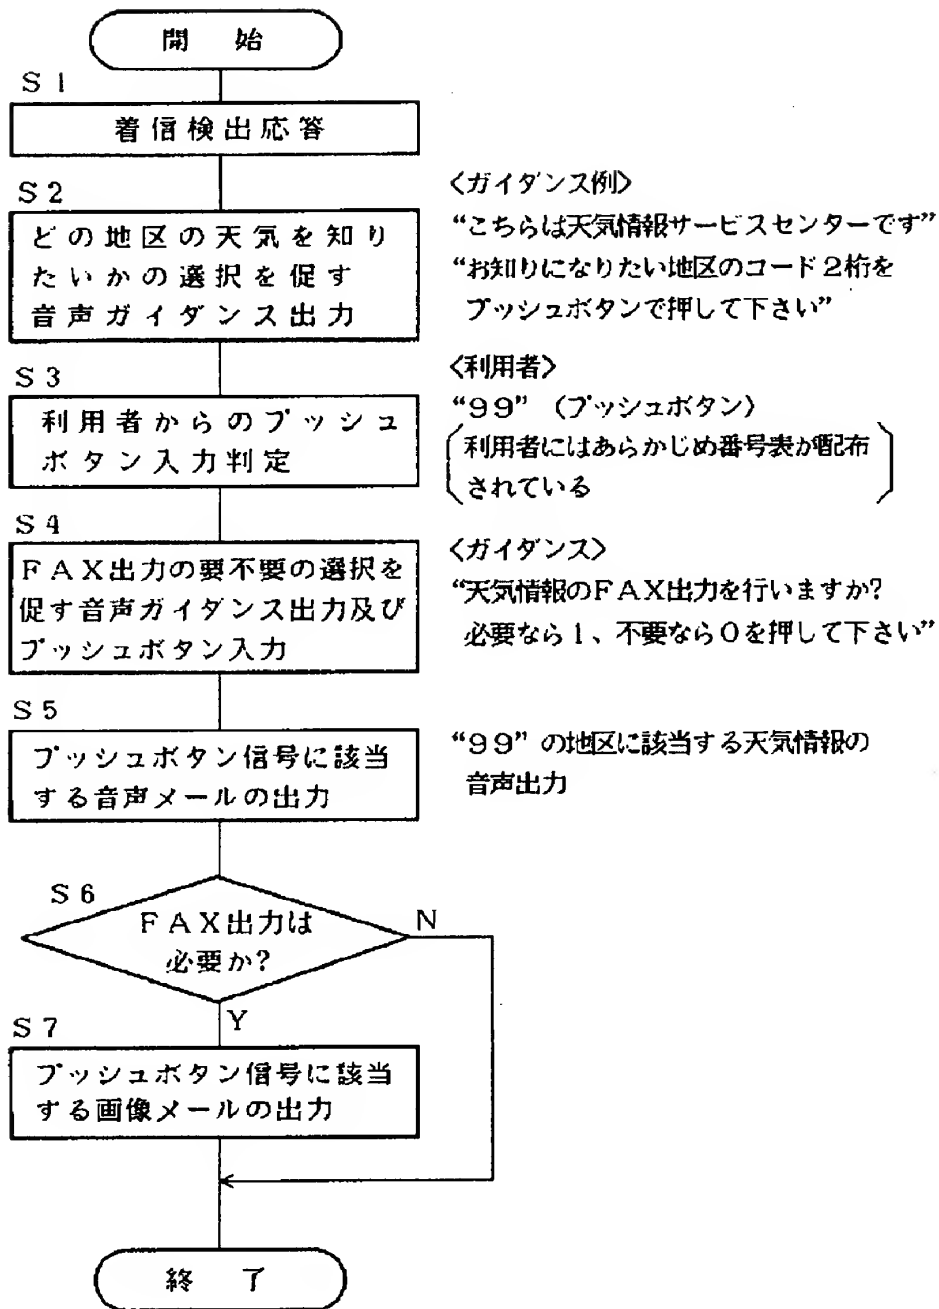 開 始
S1
着信検出応答
S2
どの地区の天気を知り
たいかの選択を促す
音声ガイダンス出力
〈ガイダンス例〉
“こちらは天気情報サービスセンターです”
“お知りになりたい地区のコード2桁を
プッシュボタンで押して下さい”
S3
利用者からのプッシュ
ボタン入力判定
〈利用者〉
“99”（プッシュボタン）
（利用者にはあらかじめ番号表が配布
されている）
S4
FAX出力の要不要の選択を
促す音声ガイダンス出力及び
プッシュボタン入力
〈ガイダンス〉
“天気情報のFAX出力を行いますか?
必要なら1、不要なら0を押して下さい”
S5
プッシュボタン信号に該当
する音声メールの出力
“99”の地区に該当する天気情報の
音声出力
S6
FAX出力は
必要か?
N
Y
S7
プッシュボタン信号に該当
する画像メールの出力
終 了